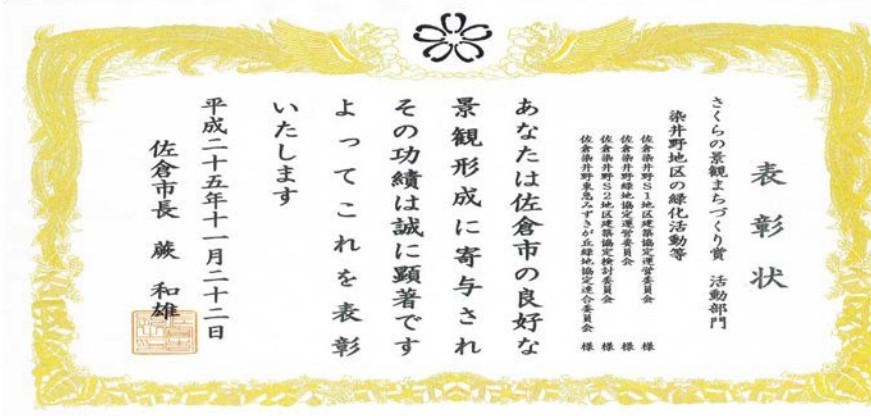 表彰状
さくらの景観まちづくり賞　活動部門
染井野地区の緑化活動等
佐倉染井野S1地区建築協定運営委員会　様
佐倉染井野緑地協定運営委員会　様
佐倉染井野S2地区建築協定検討委員会　様
佐倉染井野東急みずきが丘緑地協定連合委員会　様
あなたは佐倉市の良好な
景観形成に寄与され
その功績は誠に顕著です
よってこれを表彰
いたします
平成二十五年十一月二十二日
佐倉市長　蕨　和雄